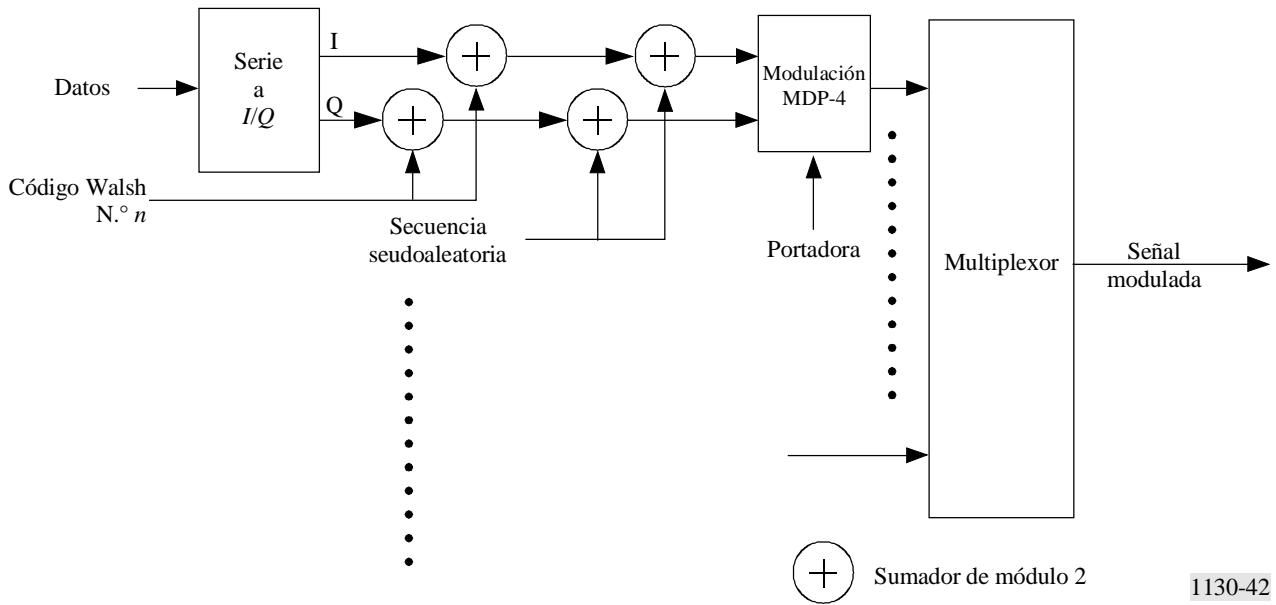 Datos
Serie
a
I/Q
I
Q
Modulación
MDP-4
Código Walsh
N.° n
Secuencia
seudoaleatoria
Portadora
Multiplexor
Señal
modulada
Sumador de módulo 2
1130-42